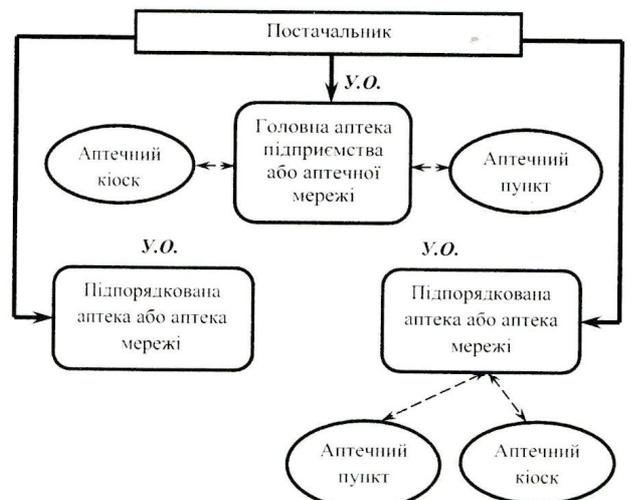 Постачальник
У.О.
Головна аптека
підприємства
або аптечної
мережі
Аптечний
кіоск
Аптечний
пункт
У.О.
У.О.
Підпорядкована
аптека або аптека
мережі
Підпорядкована
аптека або аптека
мережі
Аптечний
пункт
Аптечний
кіоск